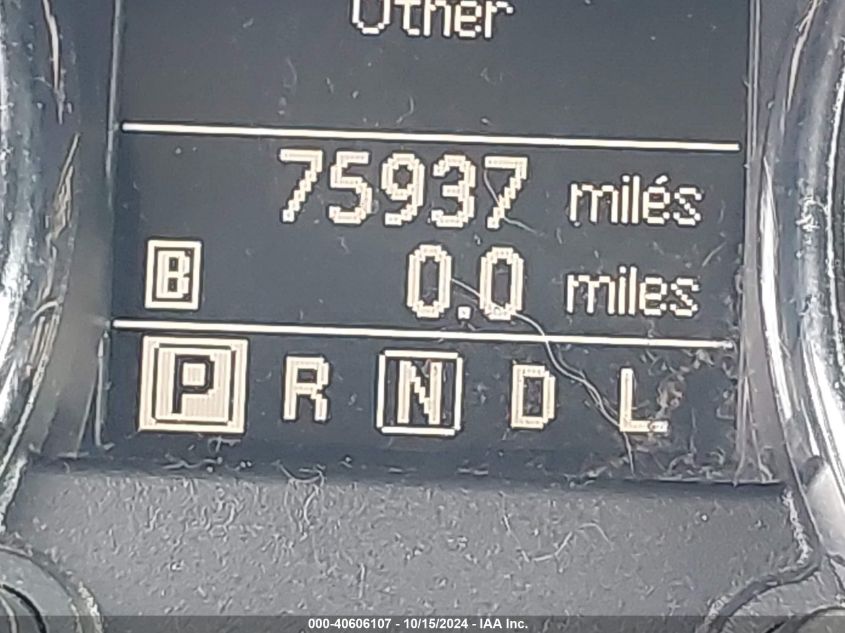 Other
75937 miles
B 0.0 miles
P R N D L
000-40606107 - 10/15/2024 - IAA Inc.